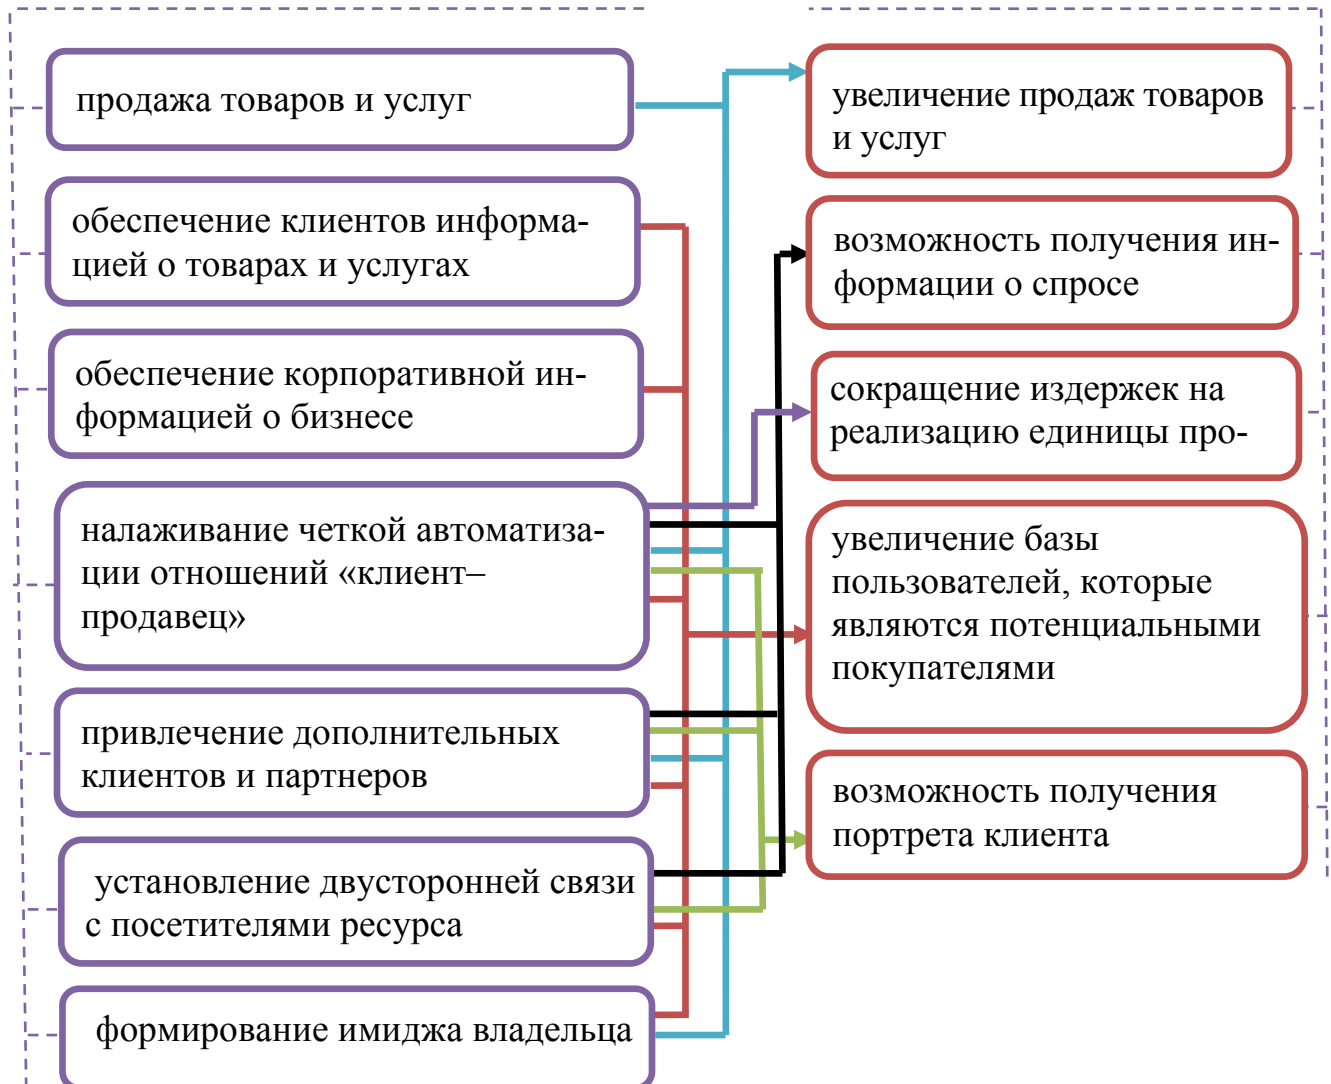 продажа товаров и услуг
обеспечение клиентов информа-
цией о товарах и услугах
обеспечение корпоративной ин-
формацией о бизнесе
налаживание четкой автоматиза-
ции отношений «клиент–
продавец»
привлечение дополнительных
клиентов и партнеров
установление двусторонней связи
с посетителями ресурса
формирование имиджа владельца
увеличение продаж товаров
и услуг
возможность получения ин-
формации о спросе
сокращение издержек на
реализацию единицы про-
увеличение базы
пользователей, которые
являются потенциальными
покупателями
возможность получения
портрета клиента